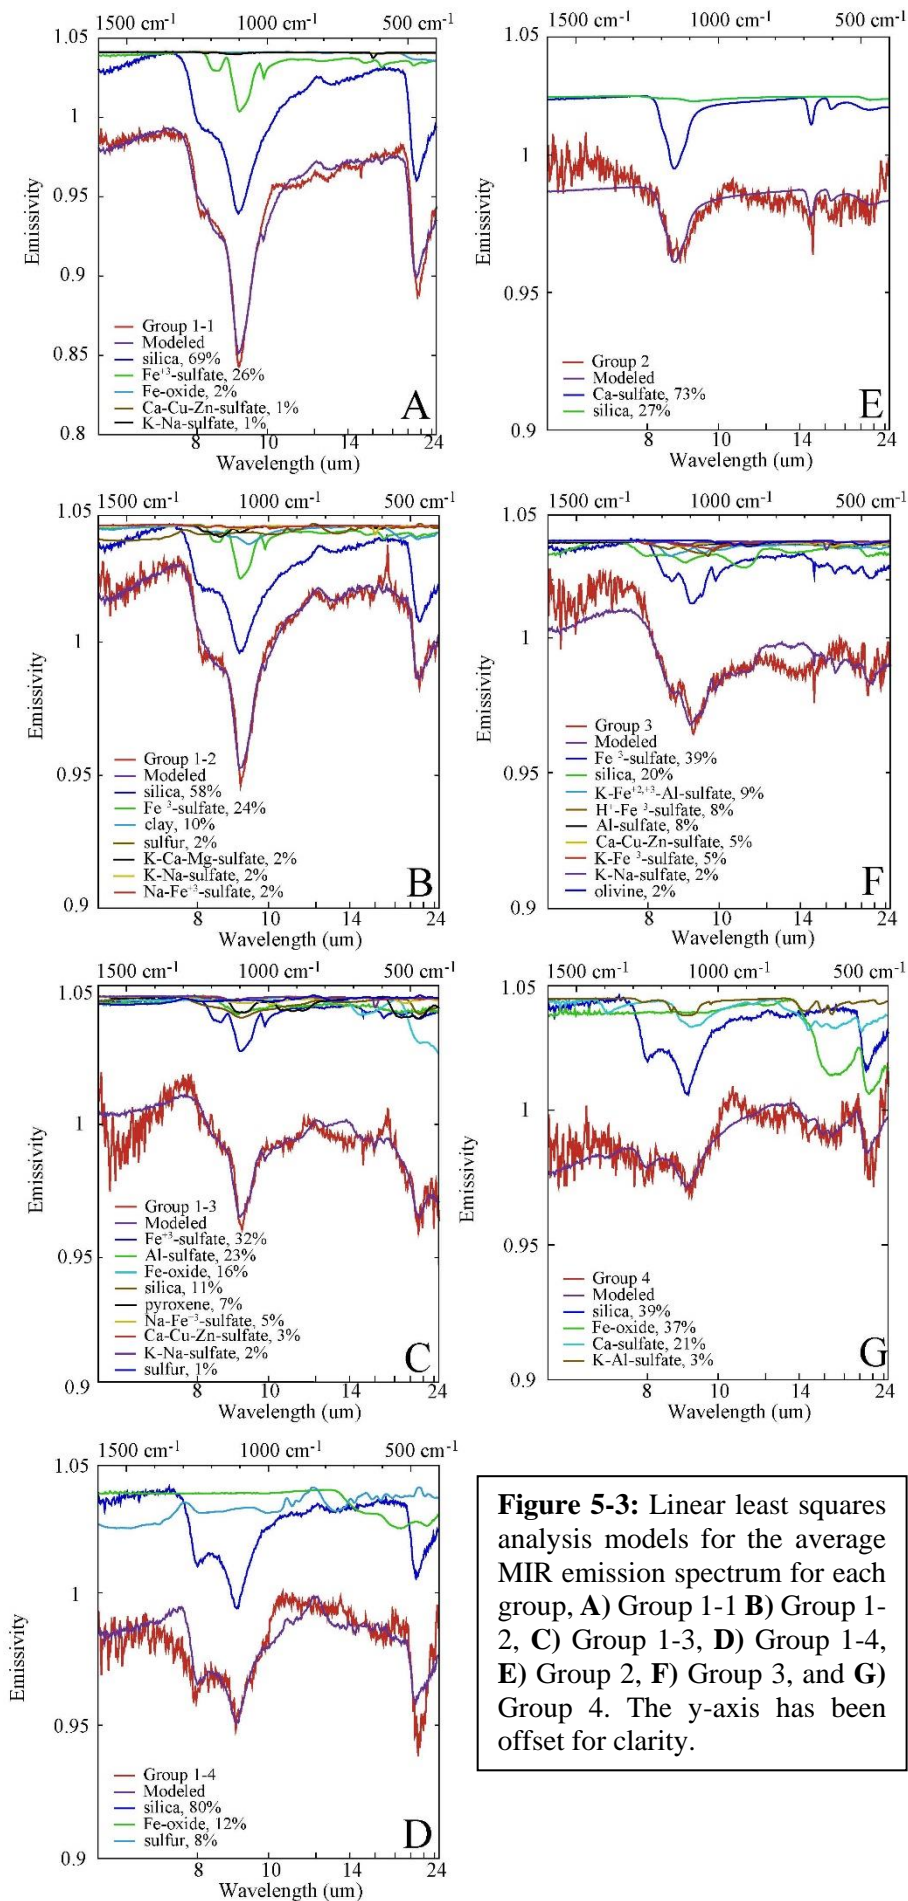 1500 cm-1 1000 cm-1 500 cm-1
1.05
1
0.95
0.9
0.85
0.8
Emissivity
Group 1-1
Modeled
silica, 69%
Fe+3-sulfate, 26%
Fe-oxide, 2%
Ca-Cu-Zn-sulfate, 1%
K-Na-sulfate, 1%
A
8 10 14 24
Wavelength (um)
1500 cm-1 1000 cm-1 500 cm-1
1.05
1
0.95
0.9
Emissivity
Group 1-2
Modeled
silica, 58%
Fe 3-sulfate, 24%
clay, 10%
sulfur, 2%
K-Ca-Mg-sulfate, 2%
K-Na-sulfate, 2%
Na-Fe+3-sulfate, 2%
B
8 10 14 24
Wavelength (um)
1500 cm-1 1000 cm-1 500 cm-1
1.05
1
0.95
0.9
Emissivity
Group 1-3
Modeled
Fe+3-sulfate, 32%
Al-sulfate, 23%
Fe-oxide, 16%
silica, 11%
pyroxene, 7%
Na-Fe+3-sulfate, 5%
Ca-Cu-Zn-sulfate, 3%
K-Na-sulfate, 2%
sulfur, 1%
C
8 10 14 24
Wavelength (um)
1500 cm-1 1000 cm-1 500 cm-1
1.05
1
0.95
0.9
Emissivity
Group 1-4
Modeled
silica, 80%
Fe-oxide, 12%
sulfur, 8%
D
8 10 14 24
Wavelength (um)
1500 cm-1 1000 cm-1 500 cm-1
1.05
1
0.95
0.9
Emissivity
Group 2
Modeled
Ca-sulfate, 73%
silica, 27%
E
8 10 14 24
Wavelength (um)
1500 cm-1 1000 cm-1 500 cm-1
1.05
1
0.95
0.9
Emissivity
Group 3
Modeled
Fe 3-sulfate, 39%
silica, 20%
K-Fe+2,+3-Al-sulfate, 9%
H+-Fe 3-sulfate, 8%
Al-sulfate, 8%
Ca-Cu-Zn-sulfate, 5%
K-Fe 3-sulfate, 5%
K-Na-sulfate, 2%
olivine, 2%
F
8 10 14 24
Wavelength (um)
1500 cm-1 1000 cm-1 500 cm-1
1.05
1
0.95
0.9
Emissivity
Group 4
Modeled
silica, 39%
Fe-oxide, 37%
Ca-sulfate, 21%
K-Al-sulfate, 3%
G
8 10 14 24
Wavelength (um)
Figure 5-3: Linear least squares
analysis models for the average
MIR emission spectrum for each
group, A) Group 1-1 B) Group 1-
2, C) Group 1-3, D) Group 1-4,
E) Group 2, F) Group 3, and G)
Group 4. The y-axis has been
offset for clarity.